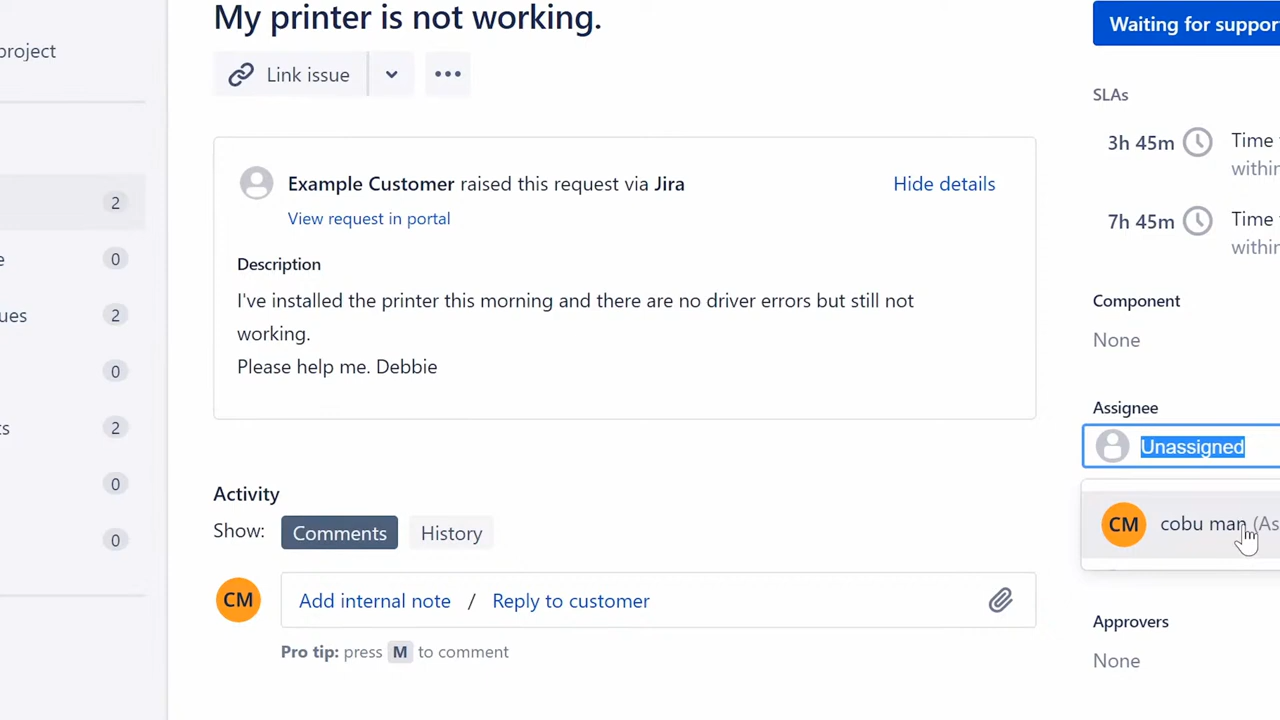 My printer is not working.
Waiting for suppor
project
Link issue
SLAs
3h 45m
Time
within
Example Customer raised this request via Jira
Hide details
View request in portal
2
7h 45m
Time
within
0
Description
I've installed the printer this morning and there are no driver errors but still not
working.
Please help me. Debbie
ues
2
0
Component
None
s
2
Assignee
Unassigned
0
Activity
Show:
Comments
History
CM
cobu man (As
0
CM
Add internal note / Reply to customer
Pro tip: press M to comment
Approvers
None